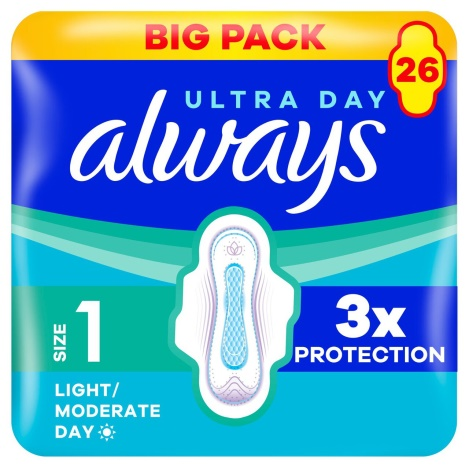 BIG PACK
26
ULTRA DAY
always
SIZE 1
3x
PROTECTION
LIGHT/
MODERATE
DAY